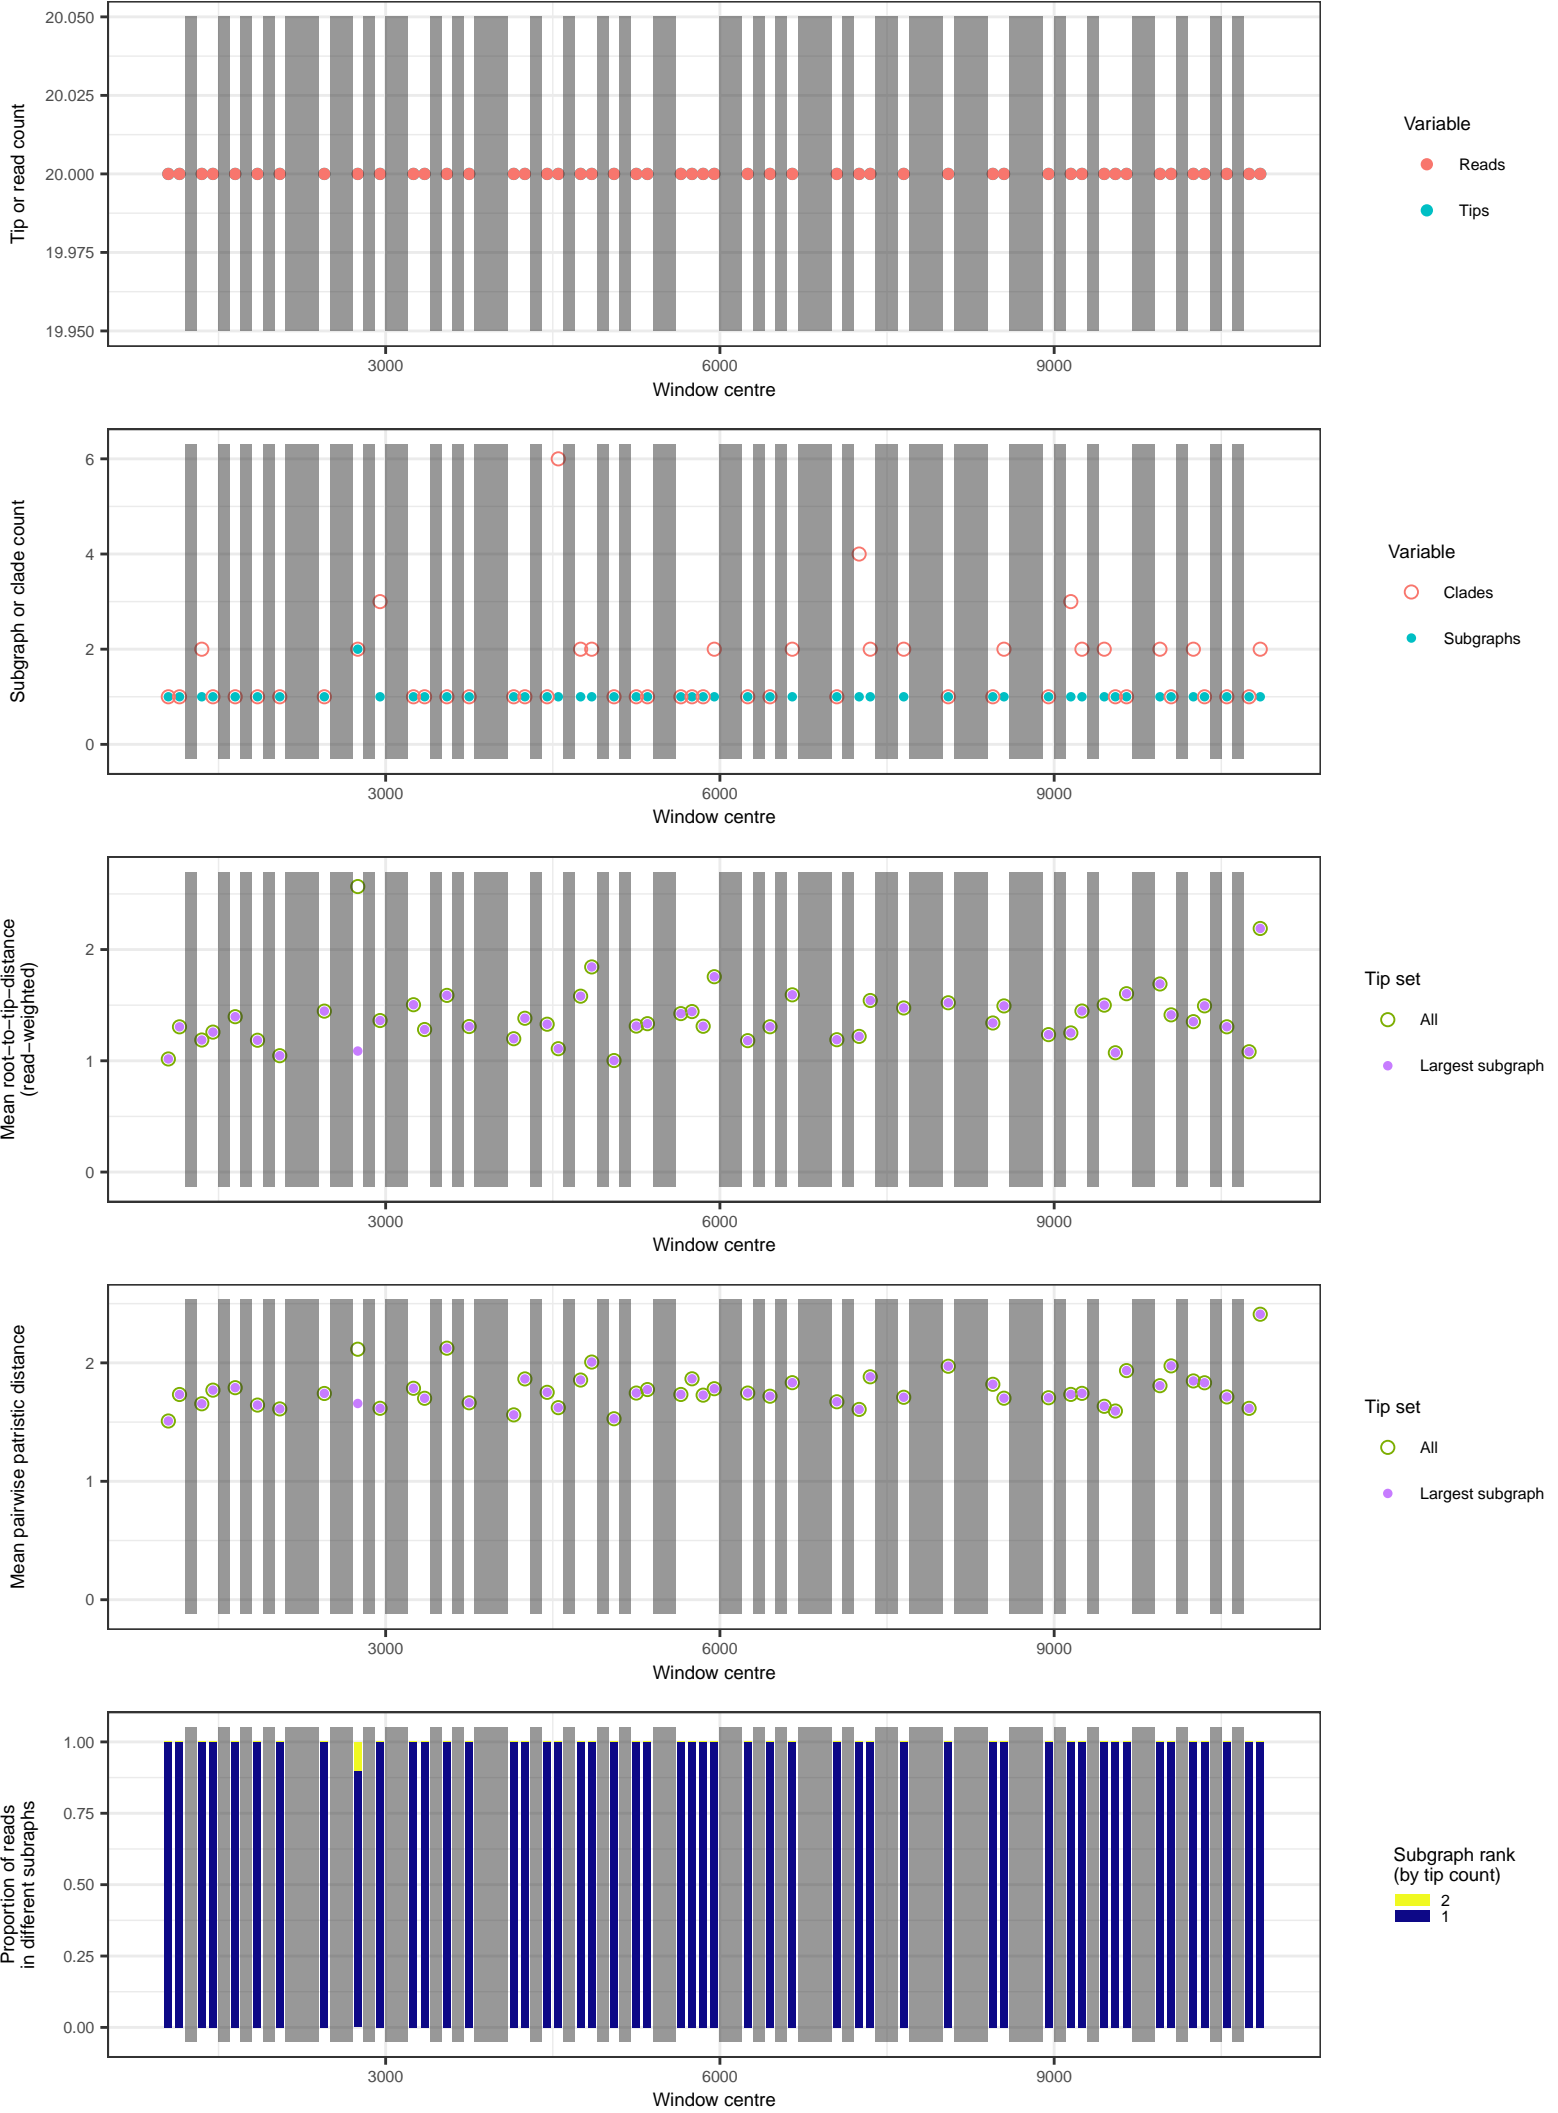 20.050
20.025
20.000
19.975
19.950
Tip or read count
3000
6000
9000
Window centre
Variable
Reads
Tips
6
4
2
0
Subgraph or clade count
3000
6000
9000
Window centre
Variable
Clades
Subgraphs
2
1
0
Mean root−to−tip−distance
(read−weighted)
3000
6000
9000
Window centre
Tip set
All
Largest subgraph
2
1
0
Mean pairwise patristic distance
3000
6000
9000
Window centre
Tip set
All
Largest subgraph
1.00
0.75
0.50
0.25
0.00
Proportion of reads
in different subraphs
3000
6000
9000
Window centre
Subgraph rank
(by tip count)
2
1